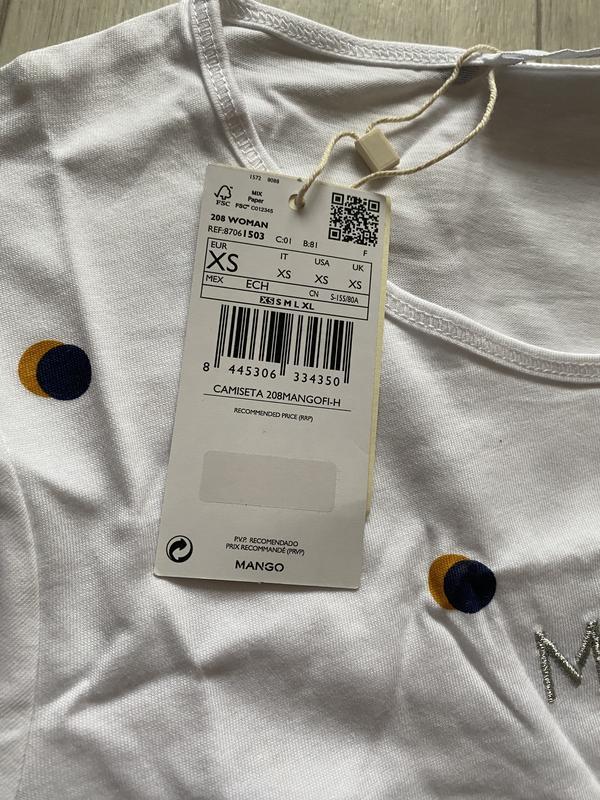 1572 8088
MIX
Paper
FSC FSC® C012345
208 WOMAN
REF:87061503 C:01 B:81 F
EUR IT USA UK
XS XS XS XS
MEX ECH CN S-155/80A
XS S M L XL
8 445306 334350
CAMISETA 208MANGOFI-H
RECOMMENDED PRICE (RRP)
P.V.P. RECOMENDADO
PRIX RECOMMANDÉ (PRVP)
MANGO
M